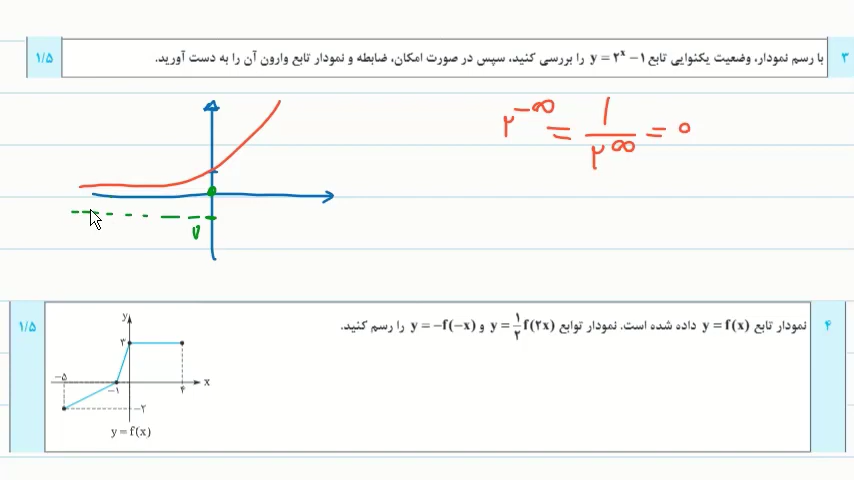 ۳ با رسم نمودار، وضعیت یکنوایی تابع y = ۲ˣ − ۱ را بررسی کنید، سپس در صورت امکان، ضابطه و نمودار تابع وارون آن را به دست آورید. ۱/۵
۲^−∞ = ۱/۲^∞ = ۰
۴ نمودار تابع y = f(x) داده شده است. نمودار توابع y = ۱/۲ f(۲x) و y = −f(−x) را رسم کنید. ۱/۵
y
۳
−۵
−۱
۴
x
−۲
y = f(x)